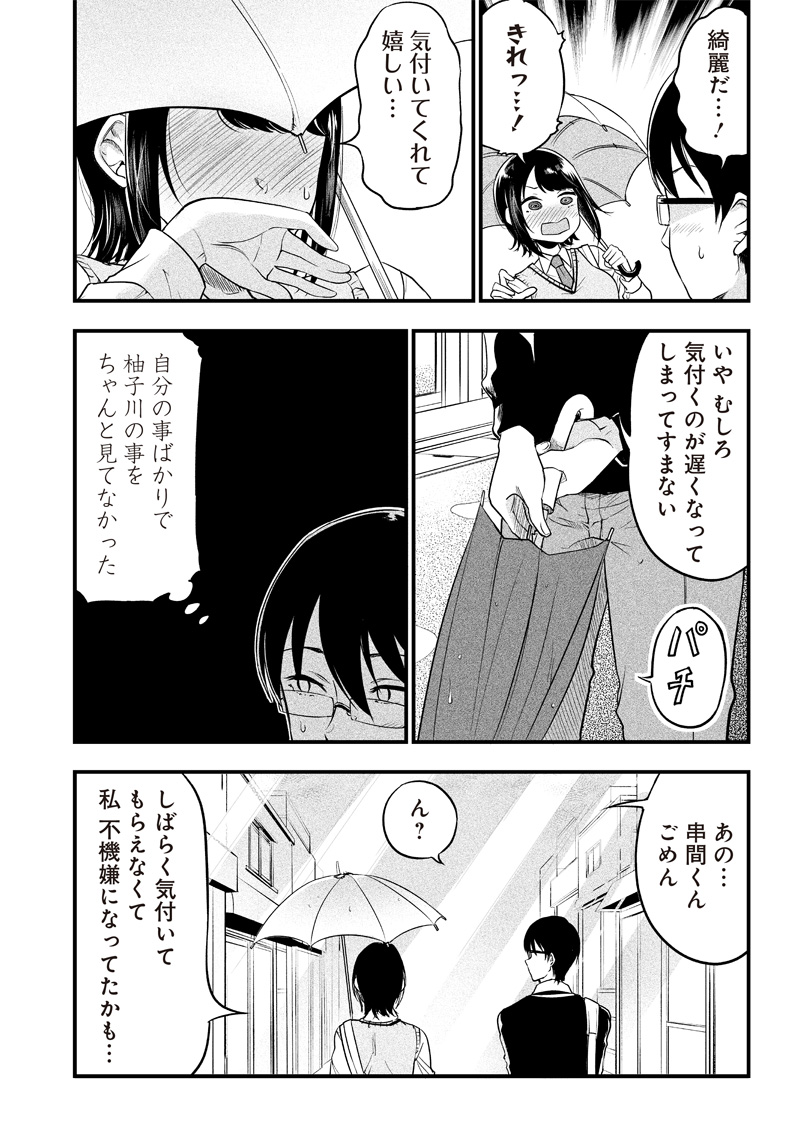 綺麗だ…!
きれっ…!
気付いてくれて
嬉しい…
いや むしろ
気付くのが遅くなって
しまってすまない
パチ
自分の事ばかりで
柚子川の事を
ちゃんと見てなかった
あの…
串間くん
ごめん
ん?
しばらく気付いて
もらえなくて
私 不機嫌になってたかも…